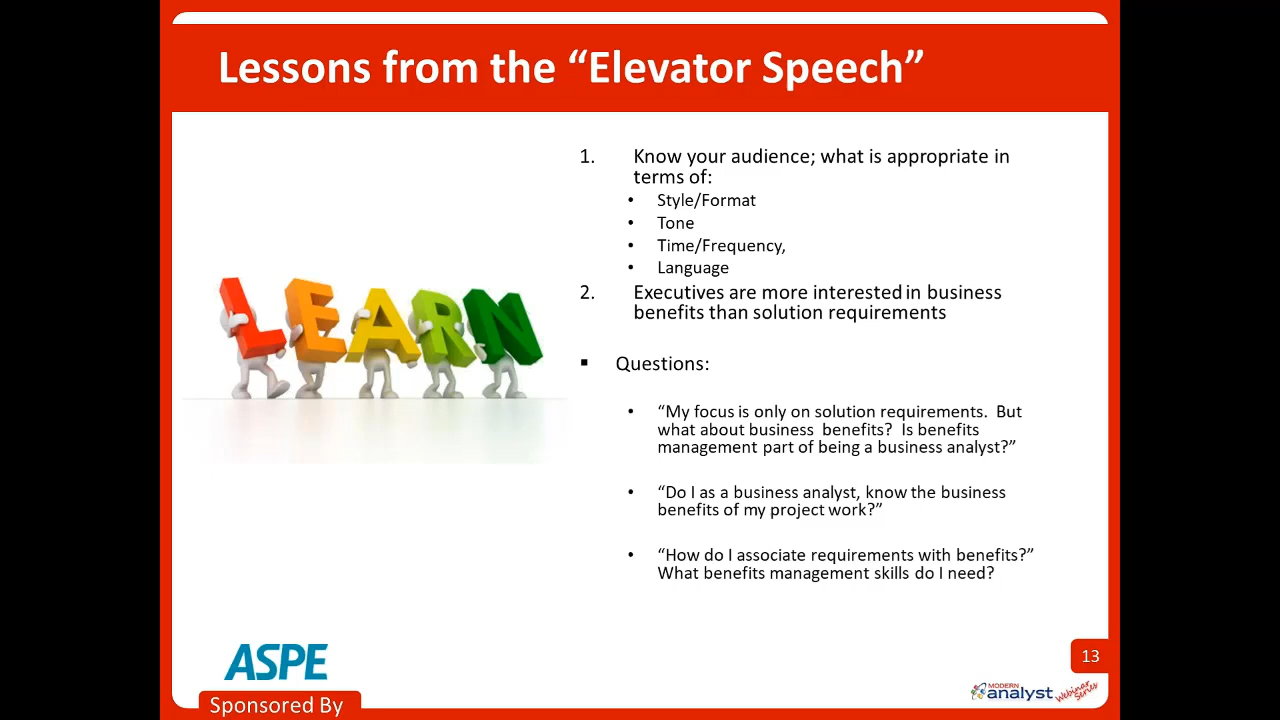 Lessons from the “Elevator Speech”
LEARN
1. Know your audience; what is appropriate in
terms of:
• Style/Format
• Tone
• Time/Frequency,
• Language
2. Executives are more interested in business
benefits than solution requirements
▪ Questions:
• “My focus is only on solution requirements. But
what about business benefits? Is benefits
management part of being a business analyst?”
• “Do I as a business analyst, know the business
benefits of my project work?”
• “How do I associate requirements with benefits?”
What benefits management skills do I need?
ASPE
Sponsored By
13
MODERN
analyst Webinar
Series